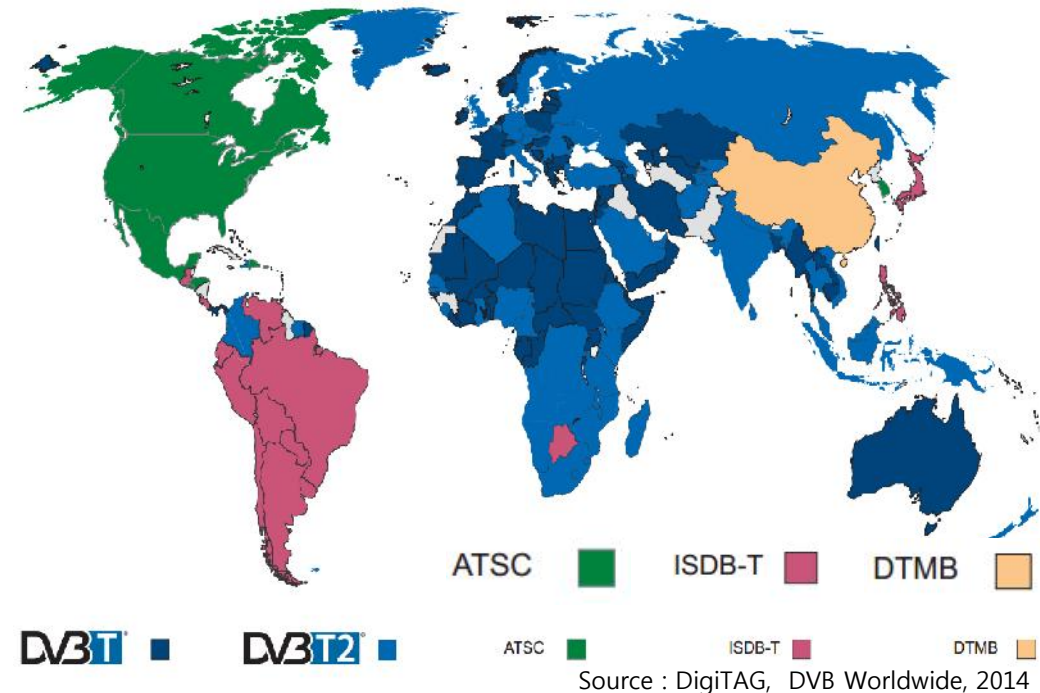 ATSC ISDB-T DTMB
DVB T DVB T2 ATSC ISDB-T DTMB
Source : DigiTAG, DVB Worldwide, 2014